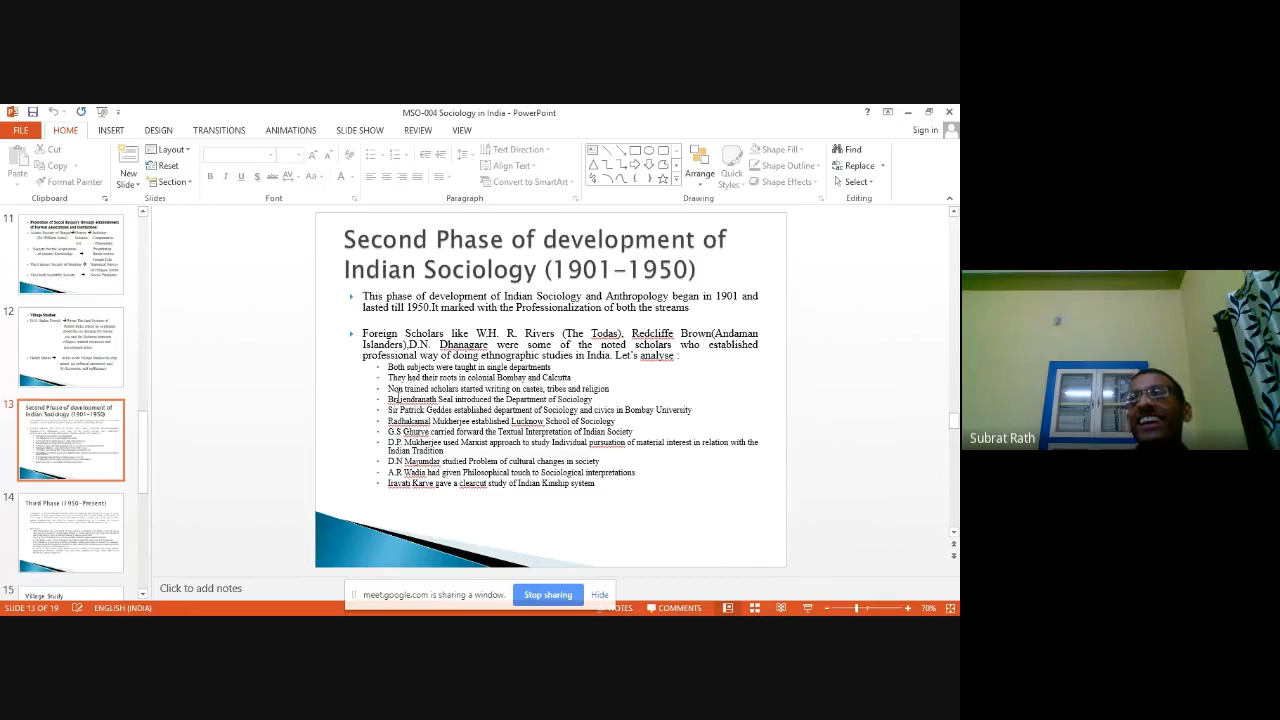 MSO-004 Sociology in India - PowerPoint
Sign in
FILE HOME INSERT DESIGN TRANSITIONS ANIMATIONS SLIDE SHOW REVIEW VIEW
Paste
Cut
Copy
Format Painter
Clipboard
New Slide
Layout
Reset
Section
Slides
Font
Text Direction
Align Text
Convert to SmartArt
Paragraph
Arrange
Quick Styles
Shape Fill
Shape Outline
Shape Effects
Drawing
Find
Replace
Select
Editing
11
12
Village Studies
13
Second Phase of development of
Indian Sociology (1901-1950)
14
Third Phase (1950-Present)
15
Village Study
Second Phase of development of
Indian Sociology (1901-1950)
This phase of development of Indian Sociology and Anthropology began in 1901 and
lasted till 1950.It marked with the Professionalization of both the streams
Foreign Scholars like W.H.R.Rivers (The Todas), Redcliffe Brown(Andaman
Islanders),D.N. Dhanagare were some of the noted scholars who established
professional way of doing ethnographic studies in India. Let's analyse :
Both subjects were taught in single departments
They had their roots in colonial Bombay and Calcutta
Non trained scholars started writing on castes, tribes and religion
Seal introduced the Department of Sociology
Sir Patrick Geddes established department of Sociology and civics in Bombay University
Radhakamal Mukherjee established Lucknow School of Sociology
G.S Ghurye carried forward the Textual Interpretation of Indian Society
D.P. Mukherjee used Marxist approach to study Individual pursuation of material interest in relation with the
Indian Tradition
D.N Majumdar studied Problem of cultural changes in society
A.R Wadia had given Philosophical touch to Sociological interpretations
Iravati Karve gave a clearcut study of Indian Kinship system
Click to add notes
meet.google.com is sharing a window.
Stop sharing
Hide
SLIDE 13 OF 19
ENGLISH (INDIA)
NOTES
COMMENTS
70%
Subrat Rath